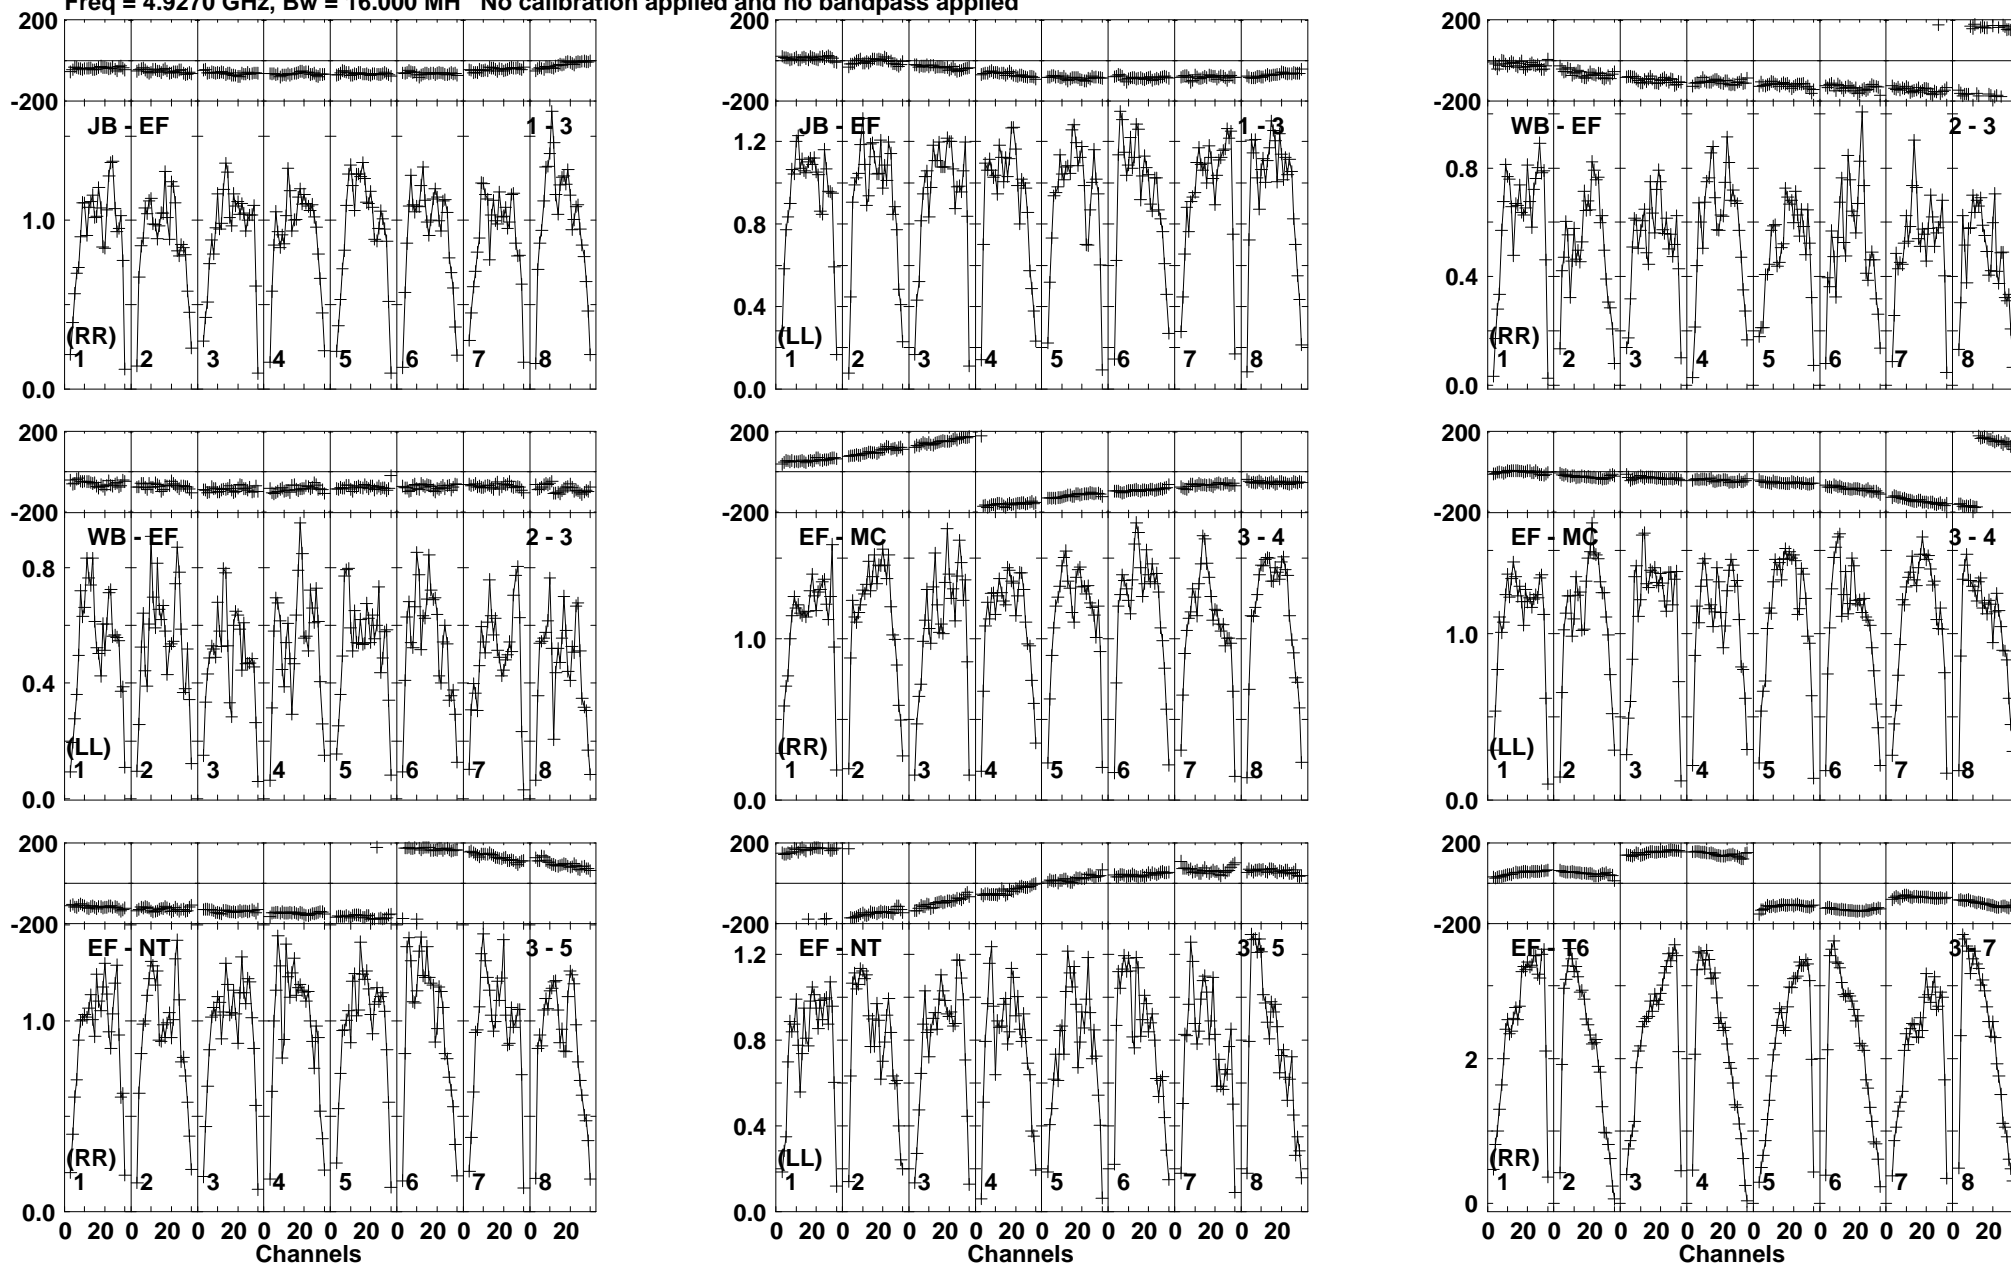 Freq = 4.9270 GHz, Bw = 16.000 MH No calibration applied and no bandpass applied
200 200 200
-200 -200 -200
JB - EF 1 - 3 JB - EF 1 - 3 WB - EF 2 - 3
1.2
0.8
1.0
0.8
0.4
0.4
(RR) (LL) (RR)
1 2 3 4 5 6 7 8 1 2 3 4 5 6 7 8 1 2 3 4 5 6 7 8
0.0 0.0 0.0
200 200 200
-200 -200 -200
WB - EF 2 - 3 EF - MC 3 - 4 EF - MC 3 - 4
0.8
1.0 1.0
0.4
(LL) (RR) (LL)
1 2 3 4 5 6 7 8 1 2 3 4 5 6 7 8 1 2 3 4 5 6 7 8
0.0 0.0 0.0
200 200 200
-200 -200 -200
EF - NT 3 - 5 EF - NT 3 - 5 EF - T6 3 - 7
1.2
1.0
0.8
2
0.4
(RR) (LL) (RR)
1 2 3 4 5 6 7 8 1 2 3 4 5 6 7 8 1 2 3 4 5 6 7 8
0.0 0.0 0
0 20 0 20 0 20 0 20 0 20 0 20 0 20 0 20 0 20 0 20 0 20 0 20 0 20 0 20 0 20 0 20 0 20 0 20 0 20 0 20 0 20 0 20 0 20 0 20
Channels Channels Channels